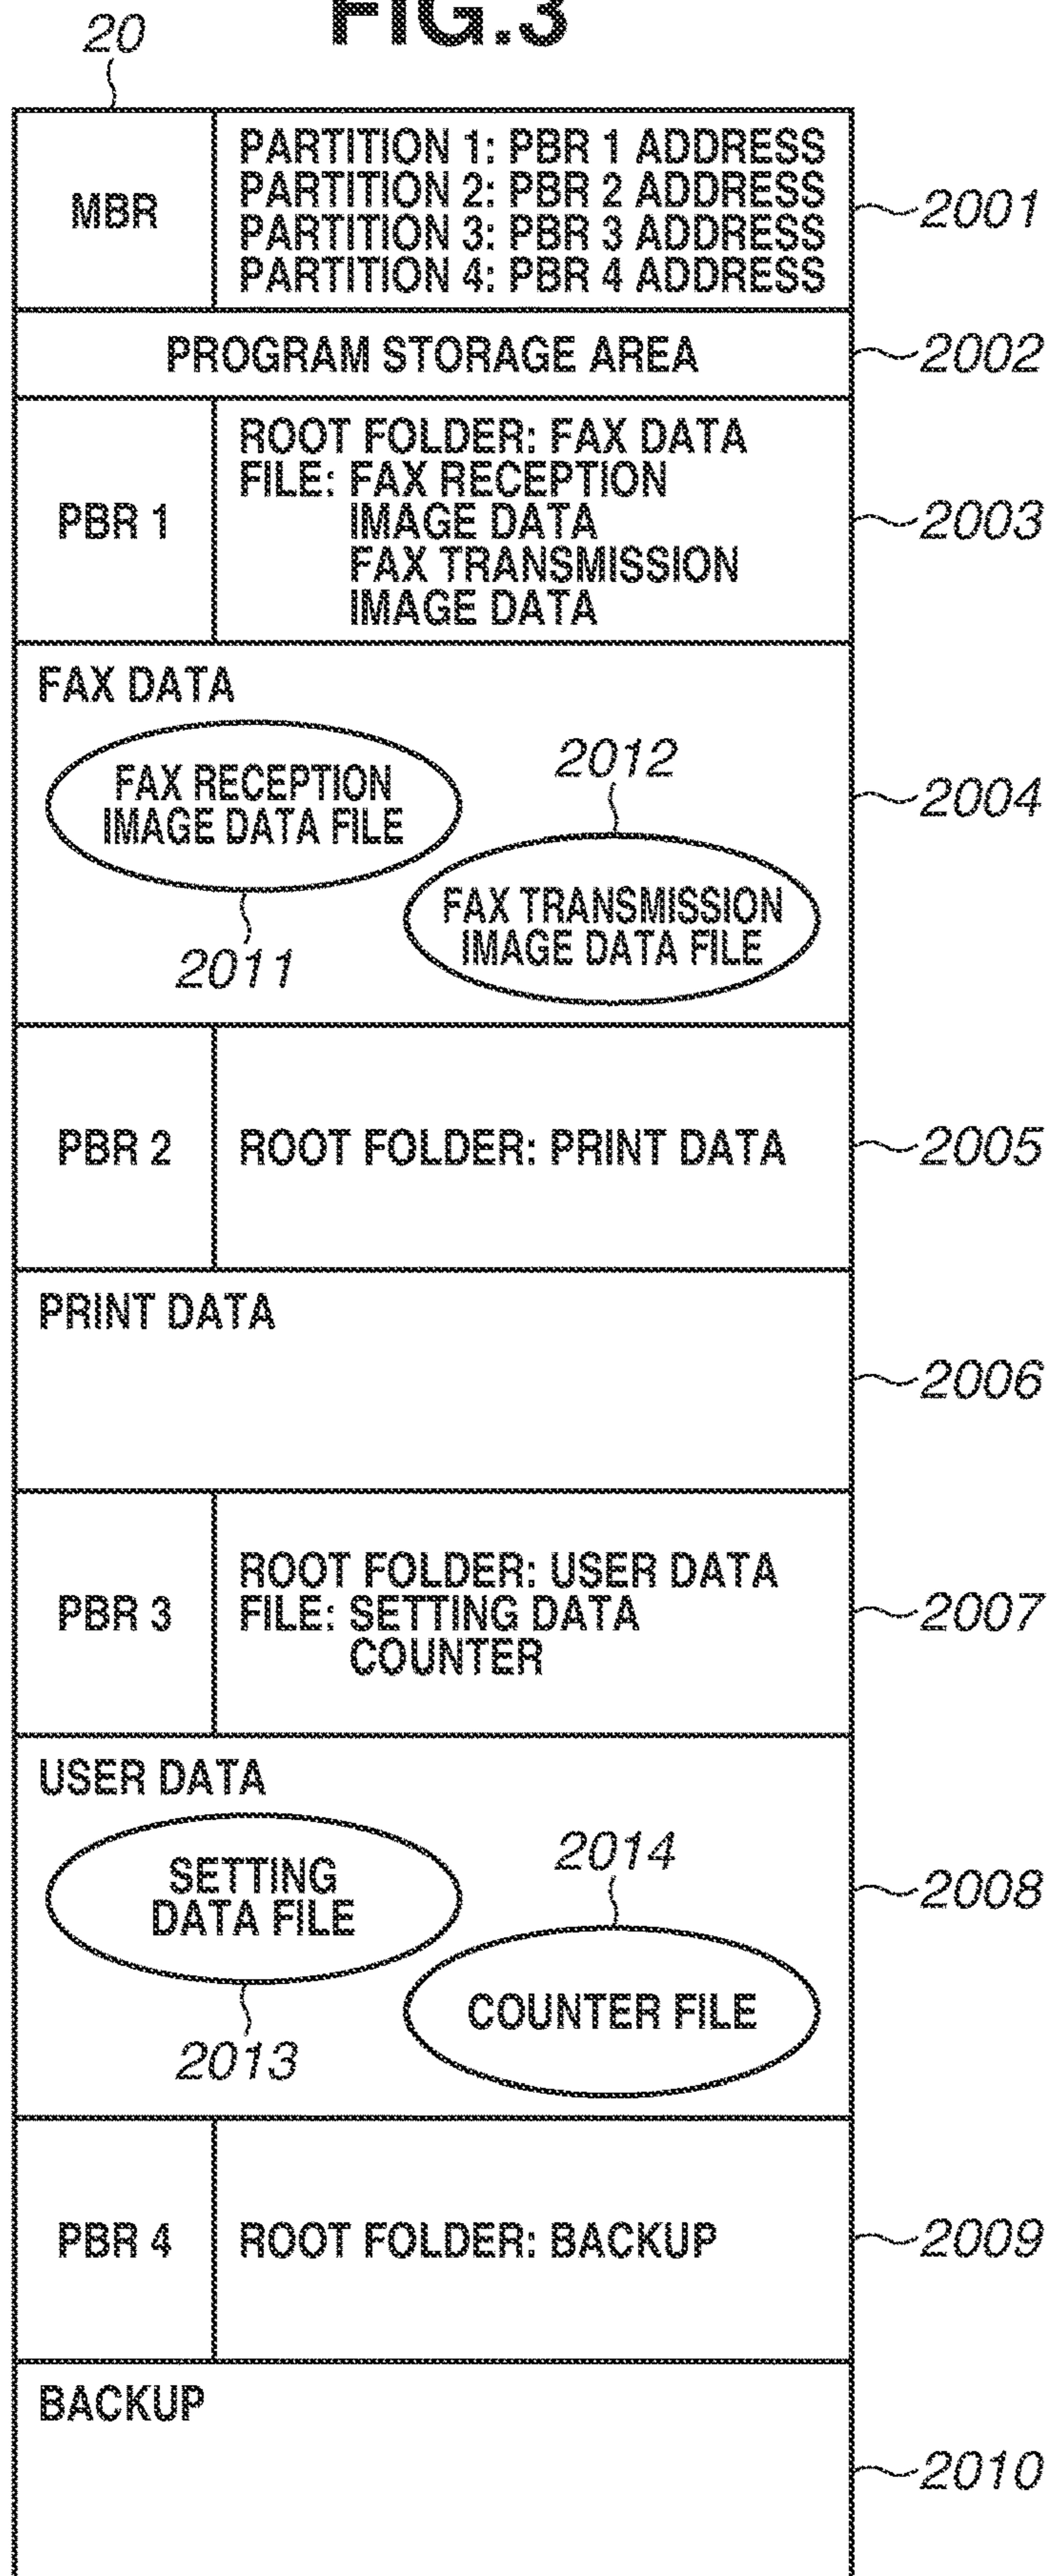 FIG.3
20
MBR
PARTITION 1: PBR 1 ADDRESS
PARTITION 2: PBR 2 ADDRESS
PARTITION 3: PBR 3 ADDRESS
PARTITION 4: PBR 4 ADDRESS
2001
PROGRAM STORAGE AREA
2002
PBR 1
ROOT FOLDER: FAX DATA
FILE: FAX RECEPTION
IMAGE DATA
FAX TRANSMISSION
IMAGE DATA
2003
FAX DATA
FAX RECEPTION
IMAGE DATA FILE
2011
2012
FAX TRANSMISSION
IMAGE DATA FILE
2004
PBR 2
ROOT FOLDER: PRINT DATA
2005
PRINT DATA
2006
PBR 3
ROOT FOLDER: USER DATA
FILE: SETTING DATA
COUNTER
2007
USER DATA
SETTING
DATA FILE
2013
2014
COUNTER FILE
2008
PBR 4
ROOT FOLDER: BACKUP
2009
BACKUP
2010